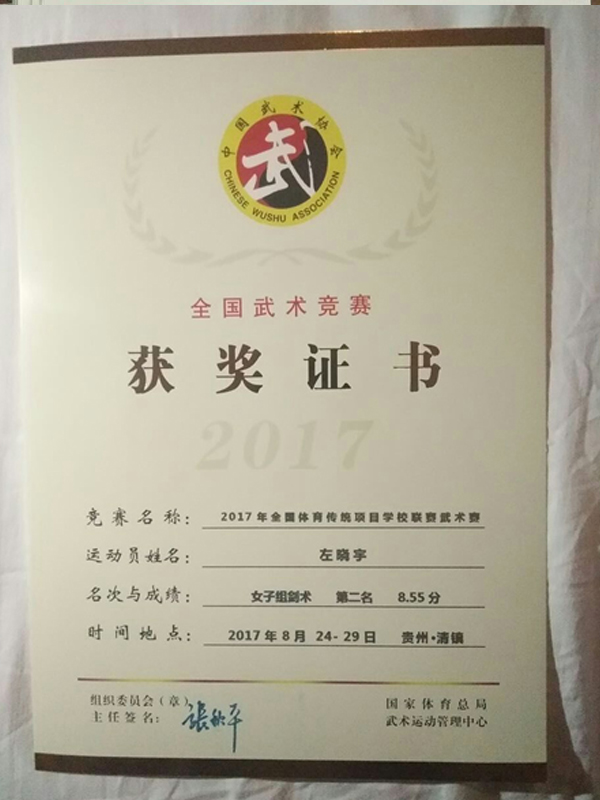 中国武术协会
武
CHINESE WUSHU ASSOCIATION
全国武术竞赛
获奖证书
2017
竞赛名称: 2017年全国体育传统项目学校联赛武术赛
运动员姓名: 左晓宇
名次与成绩: 女子组剑术 第二名 8.55分
时间地点: 2017年8月 24-29日 贵州·清镇
组织委员会(章) 国家体育总局
主任签名: 武术运动管理中心